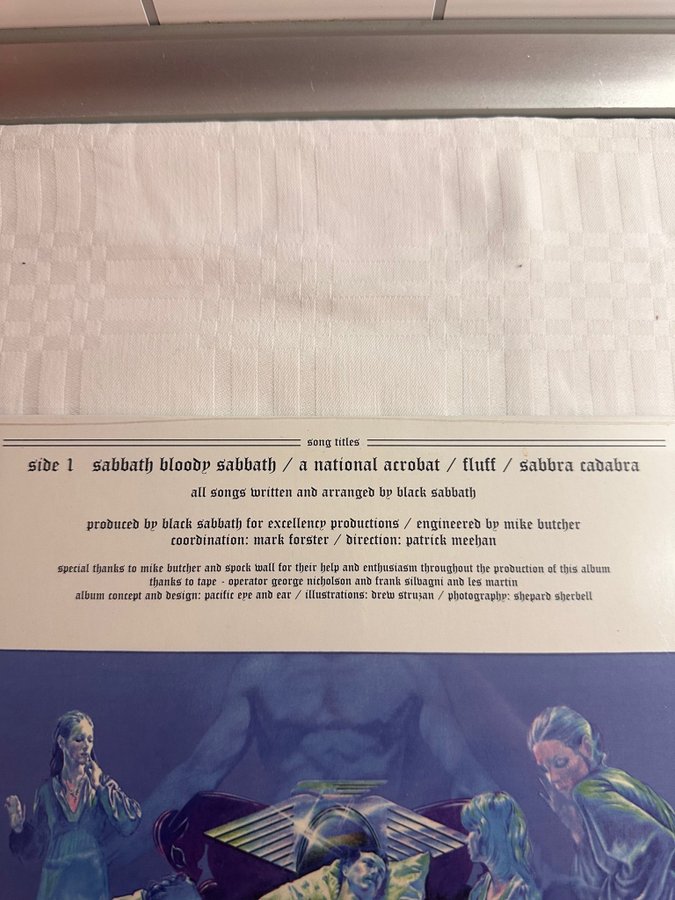 song titles
side 1 sabbath bloody sabbath / a national acrobat / fluff / sabbra cadabra
all songs written and arranged by black sabbath
produced by black sabbath for excellency productions / engineered by mike butcher
coordination: mark forster / direction: patrick meehan
special thanks to mike butcher and spock wall for their help and enthusiasm throughout the production of this album
thanks to tape - operator george nicholson and frank silvagni and les martin
album concept and design: pacific eye and ear / illustrations: drew struzan / photography: shepard sherbell